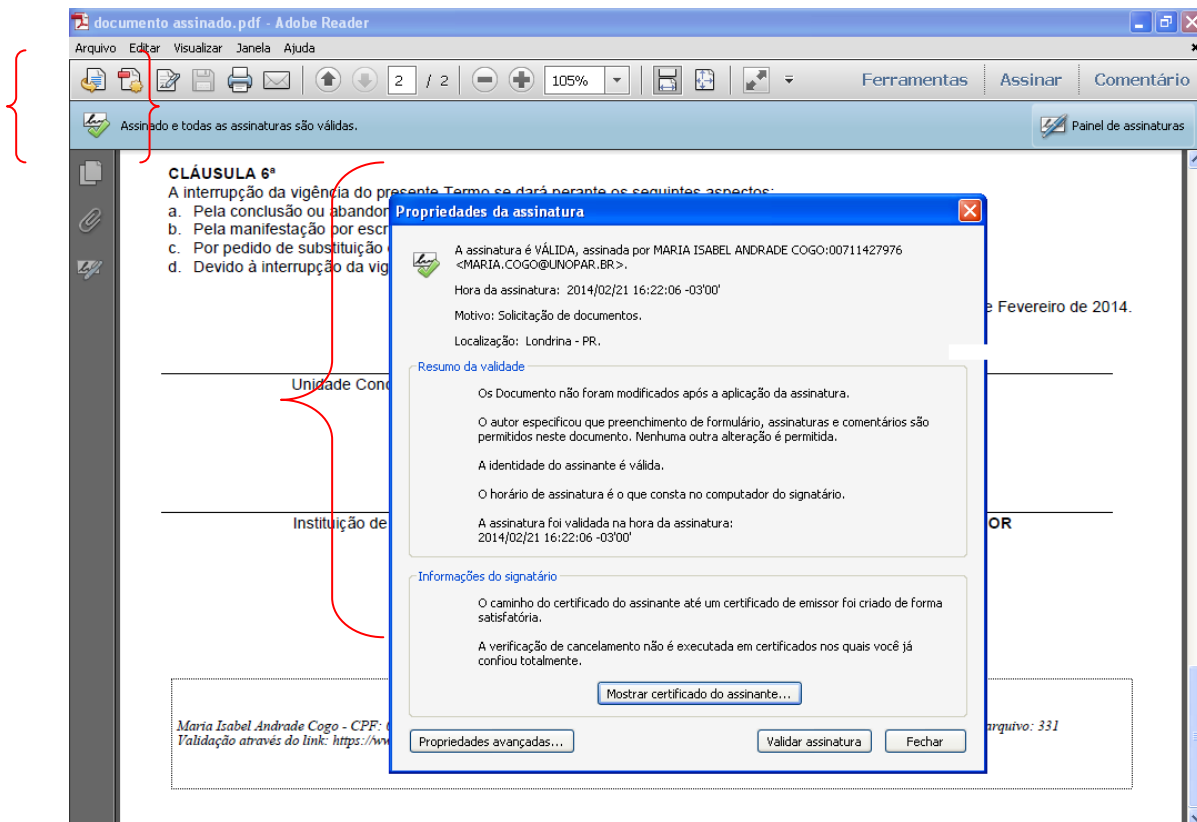 documento assinado.pdf - Adobe Reader
Arquivo Editar Visualizar Janela Ajuda
2 / 2 105% Ferramentas Assinar Comentário
Assinado e todas as assinaturas são válidas. Painel de assinaturas
CLÁUSULA 6ª
A interrupção da vigência do presente Termo se dará perante os seguintes aspectos:
a. Pela conclusão ou abandon
b. Pela manifestação por escr
c. Por pedido de substituição
d. Devido à interrupção da vig
e Fevereiro de 2014.
Unidade Conc
Instituição de
OR
Maria Isabel Andrade Cogo - CPF:
arquivo: 331
Validação através do link: https://ww
Propriedades da assinatura
A assinatura é VÁLIDA, assinada por MARIA ISABEL ANDRADE COGO:00711427976
<MARIA.COGO@UNOPAR.BR>.
Hora da assinatura: 2014/02/21 16:22:06 -03'00'
Motivo: Solicitação de documentos.
Localização: Londrina - PR.
Resumo da validade
Os Documento não foram modificados após a aplicação da assinatura.
O autor especificou que preenchimento de formulário, assinaturas e comentários são
permitidos neste documento. Nenhuma outra alteração é permitida.
A identidade do assinante é válida.
O horário de assinatura é o que consta no computador do signatário.
A assinatura foi validada na hora da assinatura:
2014/02/21 16:22:06 -03'00'
Informações do signatário
O caminho do certificado do assinante até um certificado de emissor foi criado de forma
satisfatória.
A verificação de cancelamento não é executada em certificados nos quais você já
confiou totalmente.
Mostrar certificado do assinante...
Propriedades avançadas... Validar assinatura Fechar